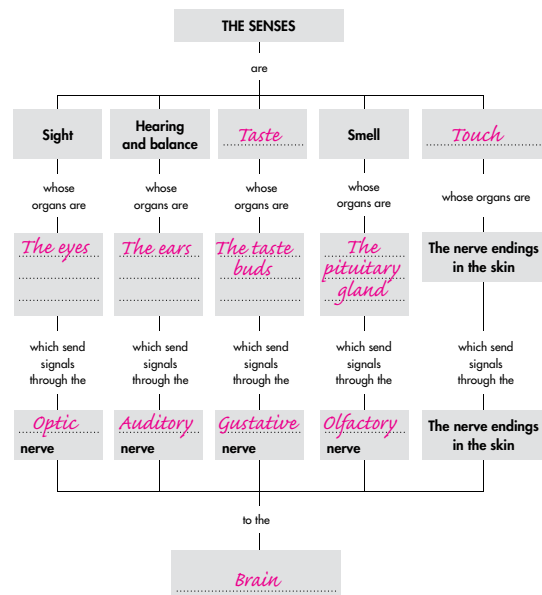 THE SENSES
are
Sight
Hearing
and balance
Taste
Smell
Touch
whose
organs are
whose
organs are
whose
organs are
whose
organs are
whose organs are
The eyes
The ears
The taste
buds
The
pituitary
gland
The nerve endings
in the skin
which send
signals
through the
which send
signals
through the
which send
signals
through the
which send
signals
through the
which send
signals
through the
Optic
nerve
Auditory
nerve
Gustative
nerve
Olfactory
nerve
The nerve endings
in the skin
to the
Brain